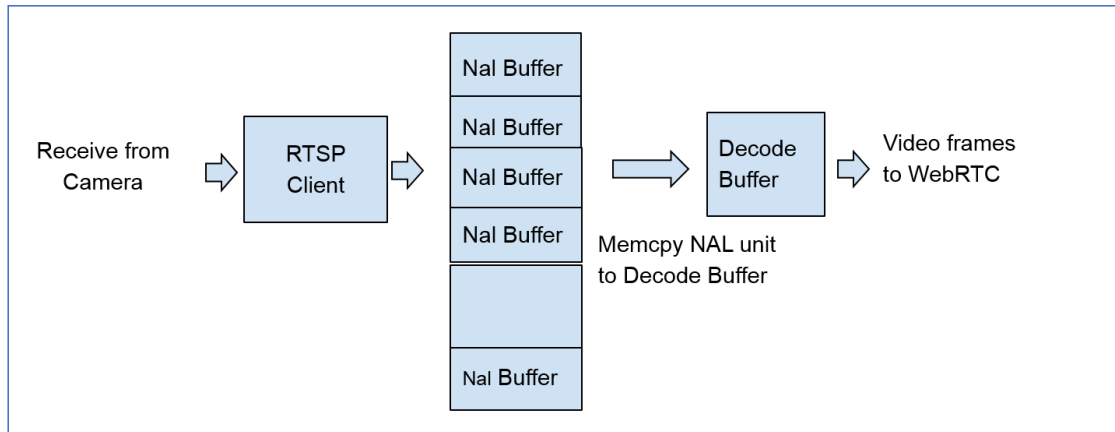 Receive from
Camera
RTSP
Client
Nal Buffer
Nal Buffer
Nal Buffer
Nal Buffer
Nal Buffer
Memcpy NAL unit
to Decode Buffer
Decode
Buffer
Video frames
to WebRTC